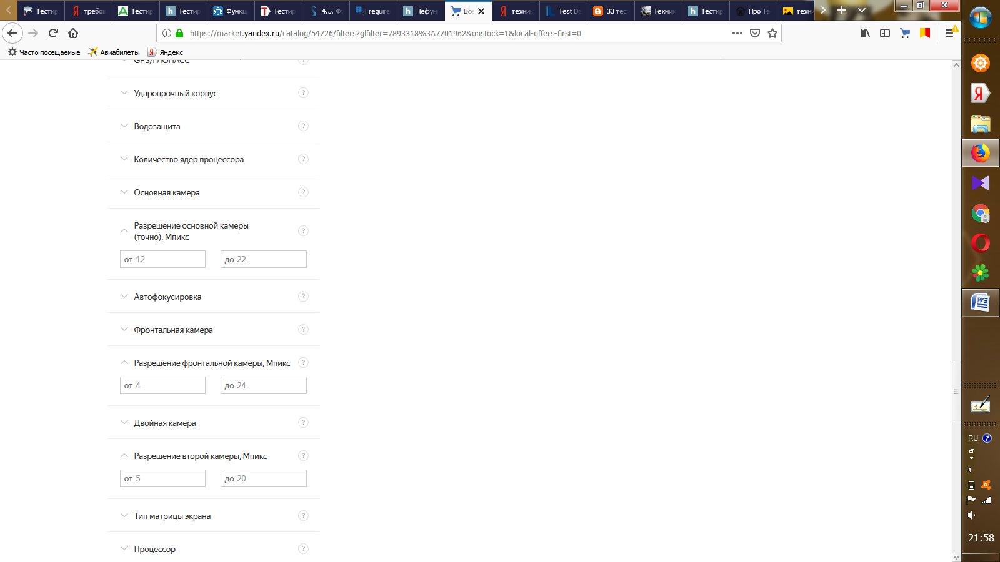 Тестир
требов
Тестир
Тестир
Функц
Тестир
4.5. Ф
require
Нефун
Все
техник
Test De
33 тес
Техник
Тестир
Про Те
техн
https://market.yandex.ru/catalog/54726/filters?glfilter=7893318%3A7701962&onstock=1&local-offers-first=0
Часто посещаемые
Авиабилеты
Яндекс
GPS/ГЛОНАСС
Ударопрочный корпус
Водозащита
Количество ядер процессора
Основная камера
Разрешение основной камеры
(точно), Мпикс
от 12
до 22
Автофокусировка
Фронтальная камера
Разрешение фронтальной камеры, Мпикс
от 4
до 24
Двойная камера
Разрешение второй камеры, Мпикс
от 5
до 20
Тип матрицы экрана
Процессор
RU
21:58